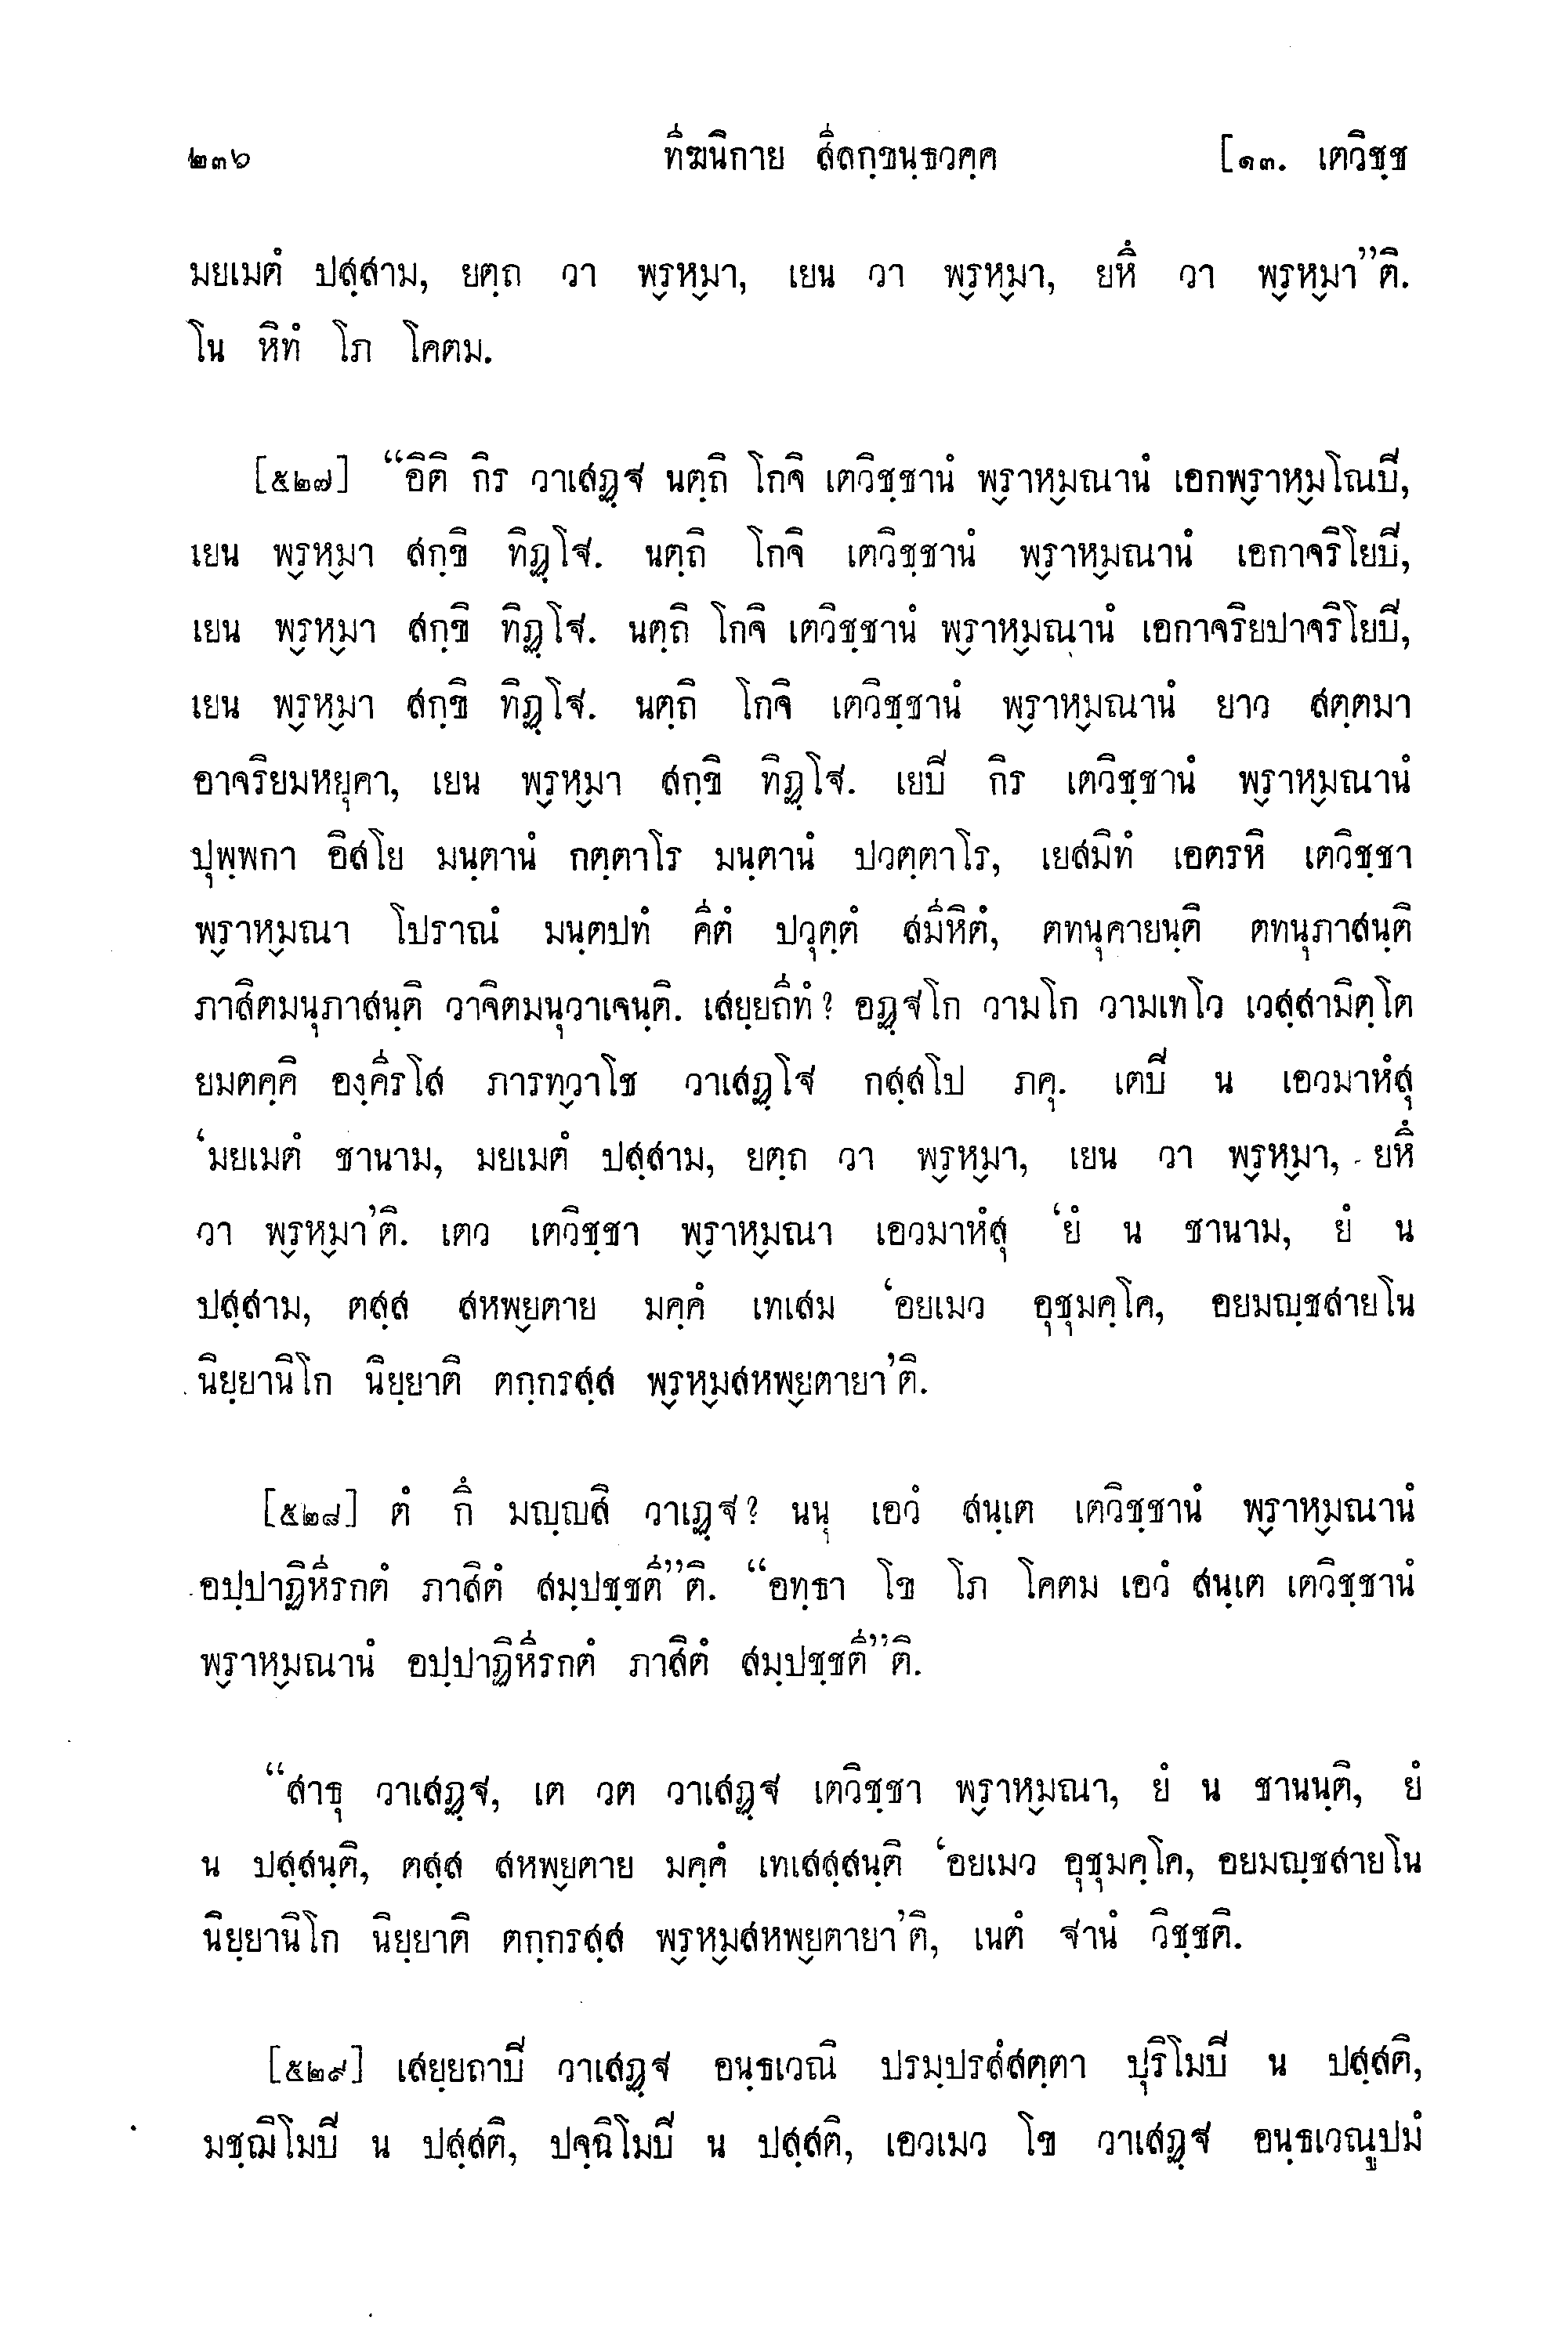 ๒๓๖ ทีฆนิกาย สีลกฺขนฺธวคฺค [๑๓. เตวิชฺช
มยเมตํ ปสฺสาม, ยตฺถ วา พ๎รห๎มา, เยน วา พ๎รห๎มา, ยหึ วา พ๎รห๎มา”ติ.
โน หิทํ โภ โคตม.
[๕๒๗] “อิติ กิร วาเสฏฺฐ นตฺถิ โกจิ เตวิชฺชานํ พ๎ราห๎มณานํ เอกพ๎ราห๎มโณปิ,
เยน พ๎รห๎มา สกฺขิ ทิฏฺโฐ. นตฺถิ โกจิ เตวิชฺชานํ พ๎ราห๎มณานํ เอกาจริโยปิ,
เยน พ๎รห๎มา สกฺขิ ทิฏฺโฐ. นตฺถิ โกจิ เตวิชฺชานํ พ๎ราห๎มณานํ เอกาจริยปาจริโยปิ,
เยน พ๎รห๎มา สกฺขิ ทิฏฺโฐ. นตฺถิ โกจิ เตวิชฺชานํ พ๎ราห๎มณานํ ยาว สตฺตมา
อาจริยมหยุคา, เยน พ๎รห๎มา สกฺขิ ทิฏฺโฐ. เยปิ กิร เตวิชฺชานํ พ๎ราห๎มณานํ
ปุพฺพกา อิสโย มนฺตานํ กตฺตาโร มนฺตานํ ปวตฺตาโร, เยสมิทํ เอตรหิ เตวิชฺชา
พ๎ราห๎มณา โปราณํ มนฺตปทํ คีตํ ปวุตฺตํ สมีหิตํ, ตทนุคายนฺติ ตทนุภาสนฺติ
ภาสิตมนุภาสนฺติ วาจิตมนุวาเจนฺติ. เสยฺยถีทํ? อฏฺฐโก วามโก วามเทโว เวสฺสามิตฺโต
ยมตคฺคิ องฺคีรโส ภารท๎วาโช วาเสฏฺโฐ กสฺสโป ภคุ. เตปิ น เอวมาหํสุ
‘มยเมตํ ชานาม, มยเมตํ ปสฺสาม, ยตฺถ วา พ๎รห๎มา, เยน วา พ๎รห๎มา, ยหึ
วา พ๎รห๎มา’ติ. เตว เตวิชฺชา พ๎ราห๎มณา เอวมาหํสุ ‘ยํ น ชานาม, ยํ น
ปสฺสาม, ตสฺส สหพ๎ยตาย มคฺคํ เทเสม ‘อยเมว อุชุมคฺโค, อยมญฺชสายโน
นิยฺยานิโก นิยฺยาติ ตกฺกรสฺส พ๎รห๎มสหพ๎ยตายา’ติ.
[๕๒๘] ตํ กึ มญฺญสิ วาเฏฺฐ? นนุ เอวํ สนฺเต เตวิชฺชานํ พ๎ราห๎มณานํ
อปฺปาฏิหีรกตํ ภาสิตํ สมฺปชฺชตี”ติ. “อทฺธา โข โภ โคตม เอวํ สนฺเต เตวิชฺชานํ
พ๎ราห๎มณานํ อปฺปาฏิหีรกตํ ภาสิตํ สมฺปชฺชตี”ติ.
“สาธุ วาเสฏฺฐ, เต วต วาเสฏฺฐ เตวิชฺชา พ๎ราห๎มณา, ยํ น ชานนฺติ, ยํ
น ปสฺสนฺติ, ตสฺส สหพ๎ยตาย มคฺคํ เทเสสฺสนฺติ ‘อยเมว อุชุมคฺโค, อยมญฺชสายโน
นิยฺยานิโก นิยฺยาติ ตกฺกรสฺส พ๎รห๎มสหพ๎ยตายา’ติ, เนตํ ฐานํ วิชฺชติ.
[๕๒๙] เสยฺยถาปิ วาเสฏฺฐ อนฺธเวณิ ปรมฺปรสํสตฺตา ปุริโมปิ น ปสฺสติ,
มชฺฌิโมปิ น ปสฺสติ, ปจฺฉิโมปิ น ปสฺสติ, เอวเมว โข วาเสฏฺฐ อนฺธเวณูปมํ